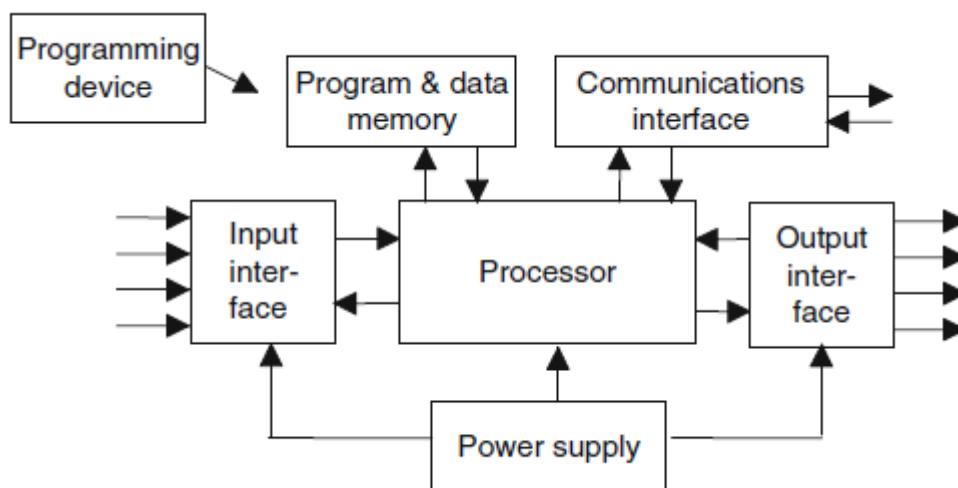 Programming
device
Program & data
memory
Communications
interface
Input
inter-
face
Processor
Output
inter-
face
Power supply